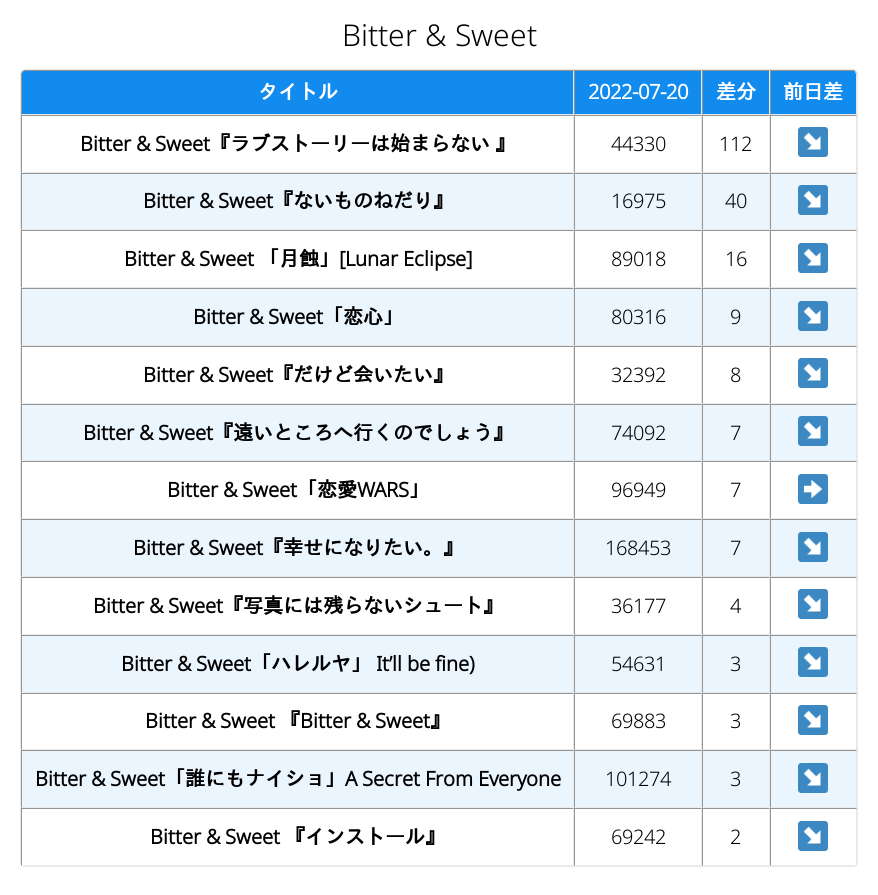 Bitter & Sweet
タイトル 2022-07-20 差分 前日差
Bitter & Sweet『ラブストーリーは始まらない 』 44330 112 ↘
Bitter & Sweet『ないものねだり』 16975 40 ↘
Bitter & Sweet 「月蝕」[Lunar Eclipse] 89018 16 ↘
Bitter & Sweet「恋心」 80316 9 ↘
Bitter & Sweet『だけど会いたい』 32392 8 ↘
Bitter & Sweet『遠いところへ行くのでしょう』 74092 7 ↘
Bitter & Sweet「恋愛WARS」 96949 7 ➡
Bitter & Sweet『幸せになりたい。』 168453 7 ↘
Bitter & Sweet『写真には残らないシュート』 36177 4 ↘
Bitter & Sweet「ハレルヤ」 It’ll be fine) 54631 3 ↘
Bitter & Sweet 『Bitter & Sweet』 69883 3 ↘
Bitter & Sweet「誰にもナイショ」A Secret From Everyone 101274 3 ↘
Bitter & Sweet 『インストール』 69242 2 ↘